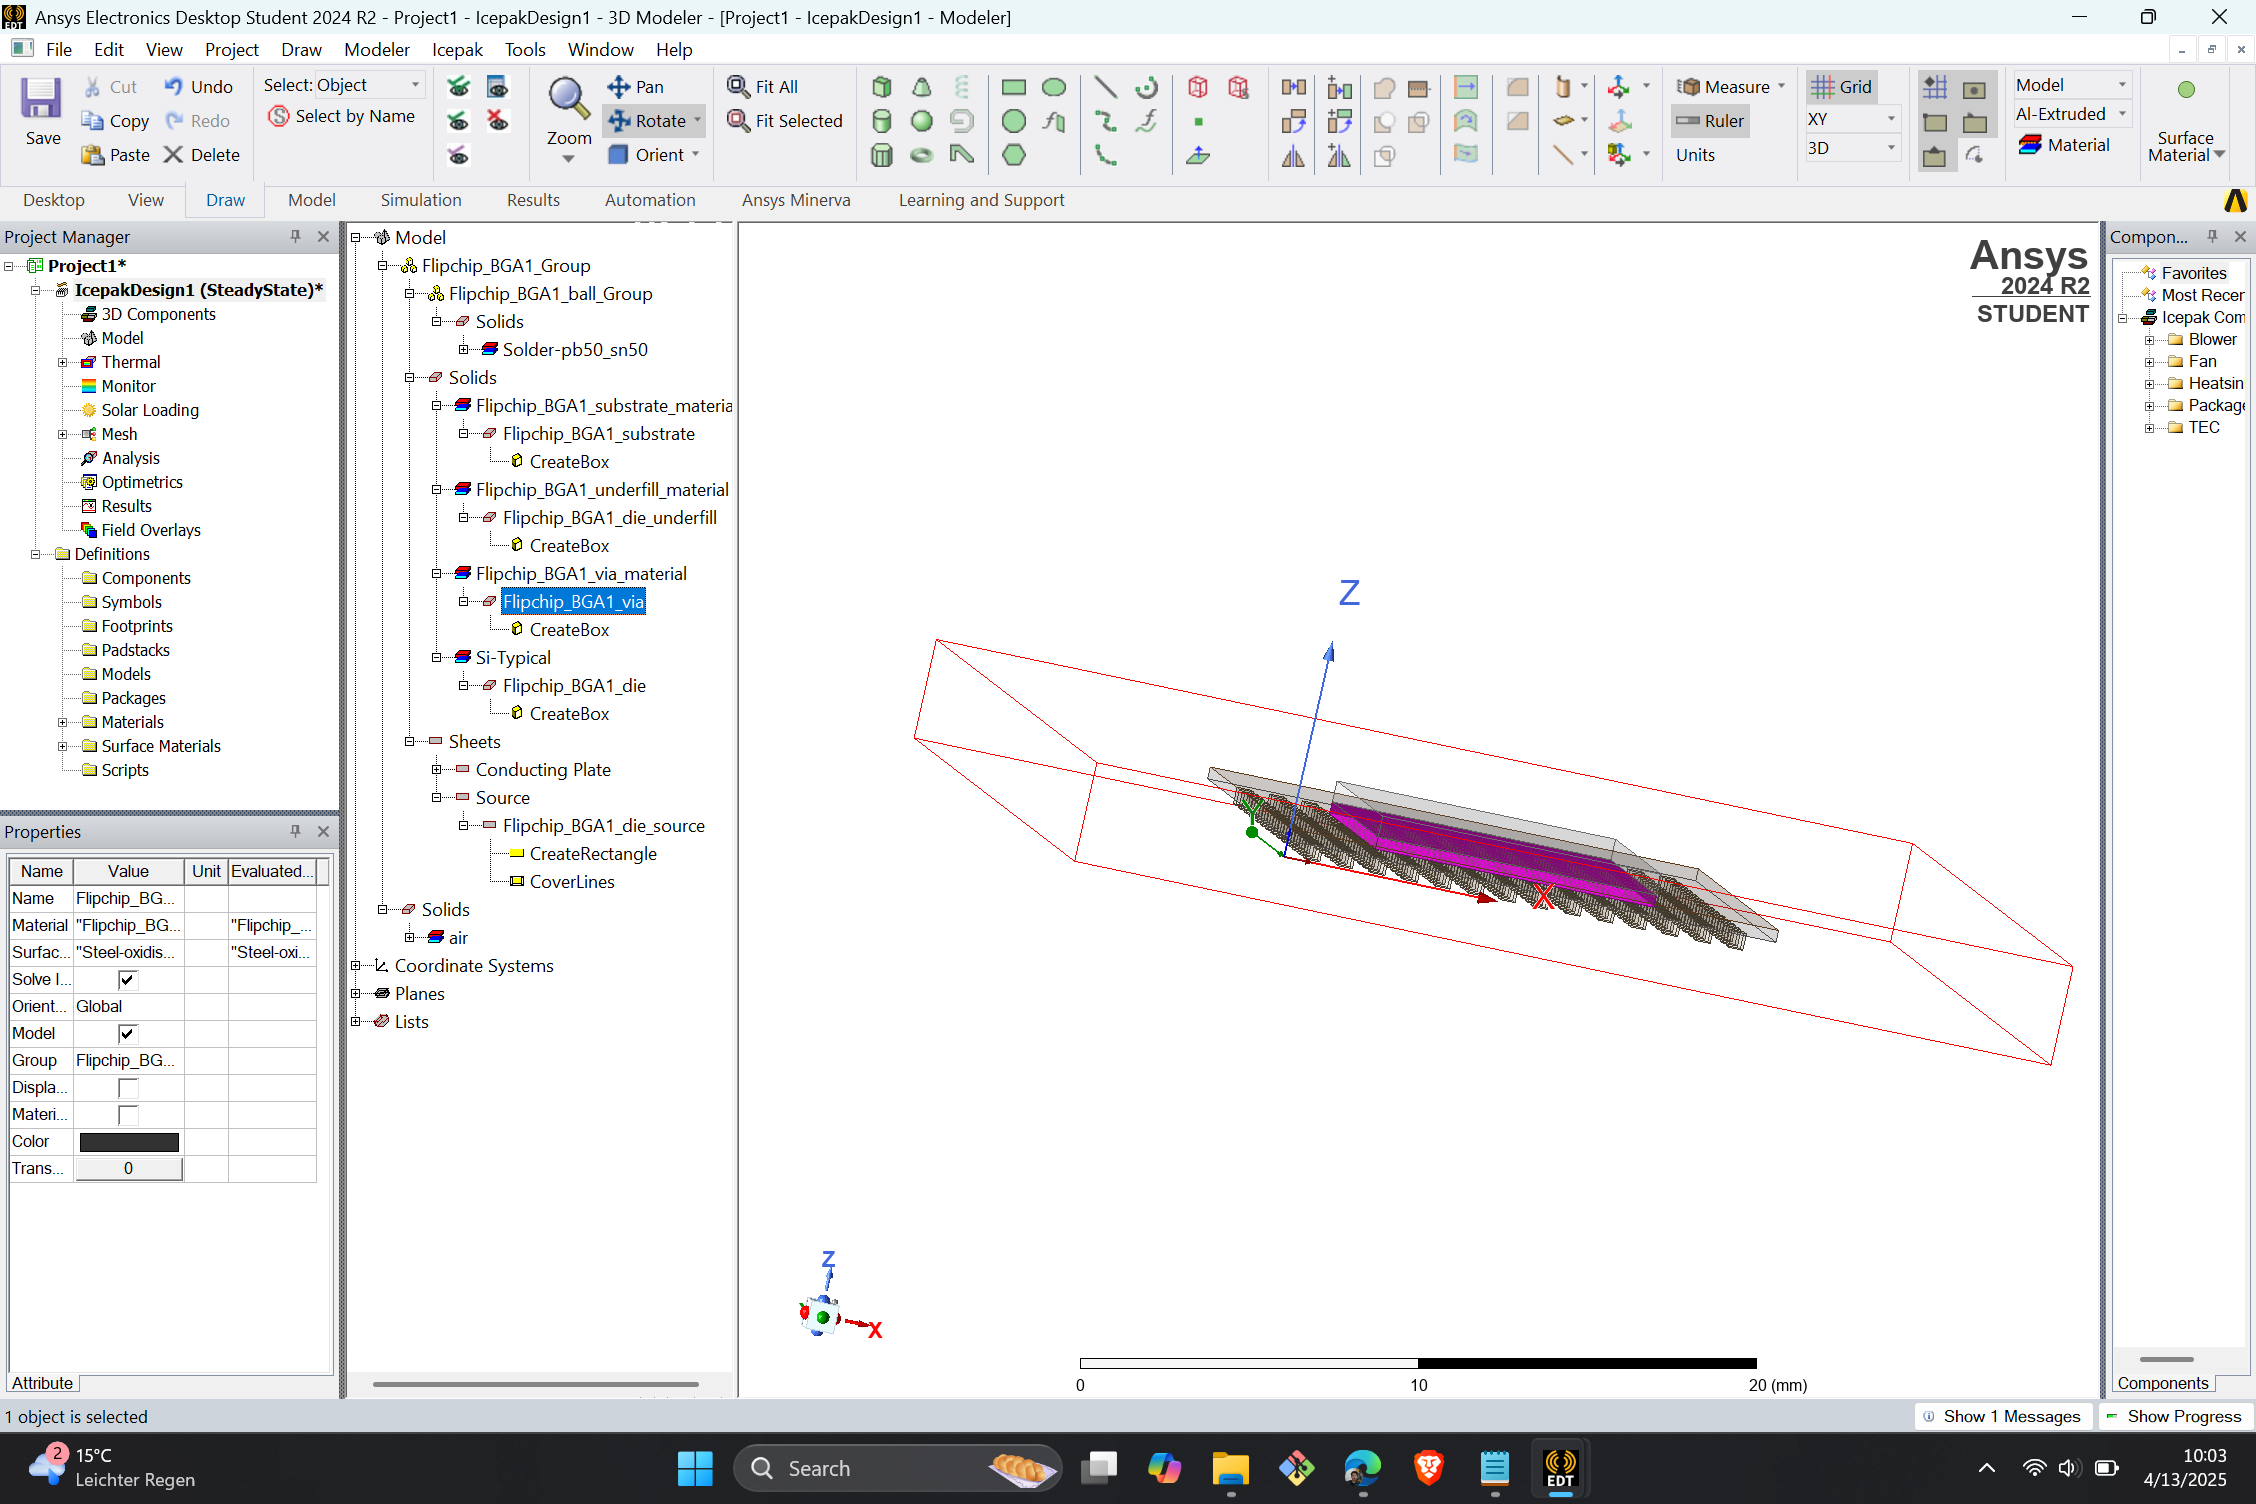 Ansys Electronics Desktop Student 2024 R2 - Project1 - IcepakDesign1 - 3D Modeler - [Project1 - IcepakDesign1 - Modeler]
File Edit View Project Draw Modeler Icepak Tools Window Help
Save
Cut
Copy
Paste
Undo
Redo
Delete
Select: Object
Select by Name
Zoom
Pan
Rotate
Orient
Fit All
Fit Selected
Measure
Ruler
Units
Grid
XY
3D
Model
Al-Extruded
Material
Surface
Material
Desktop View Draw Model Simulation Results Automation Ansys Minerva Learning and Support
Project Manager
Project1*
IcepakDesign1 (SteadyState)*
3D Components
Model
Thermal
Monitor
Solar Loading
Mesh
Analysis
Optimetrics
Results
Field Overlays
Definitions
Components
Symbols
Footprints
Padstacks
Models
Packages
Materials
Surface Materials
Scripts
Properties
Name Value Unit Evaluated...
Name Flipchip_BG...
Material "Flipchip_BG... "Flipchip_...
Surfac... "Steel-oxidis... "Steel-oxi...
Solve I...
Orient... Global
Model
Group Flipchip_BG...
Displa...
Materi...
Color
Trans... 0
Attribute
Model
Flipchip_BGA1_Group
Flipchip_BGA1_ball_Group
Solids
Solder-pb50_sn50
Solids
Flipchip_BGA1_substrate_materia
Flipchip_BGA1_substrate
CreateBox
Flipchip_BGA1_underfill_material
Flipchip_BGA1_die_underfill
CreateBox
Flipchip_BGA1_via_material
Flipchip_BGA1_via
CreateBox
Si-Typical
Flipchip_BGA1_die
CreateBox
Sheets
Conducting Plate
Source
Flipchip_BGA1_die_source
CreateRectangle
CoverLines
Solids
air
Coordinate Systems
Planes
Lists
Ansys
2024 R2
STUDENT
Z
Y
X
Z
X
0 10 20 (mm)
Compon...
Favorites
Most Recer
Icepak Com
Blower
Fan
Heatsin
Package
TEC
Components
1 object is selected
Show 1 Messages
Show Progress
2
15°C
Leichter Regen
Search
EDT
10:03
4/13/2025